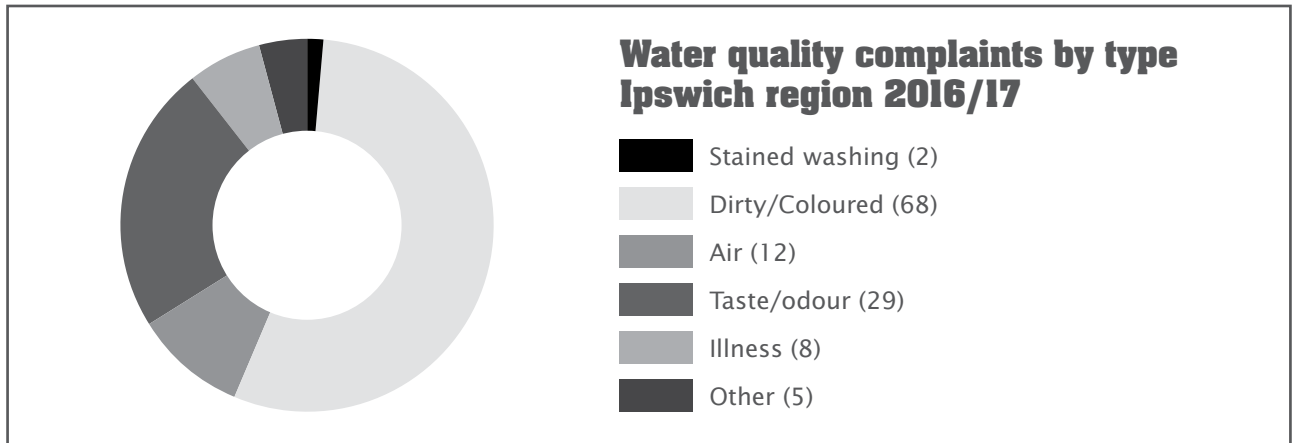 Water quality complaints by type
Ipswich region 2016/17
Stained washing (2)
Dirty/Coloured (68)
Air (12)
Taste/odour (29)
Illness (8)
Other (5)